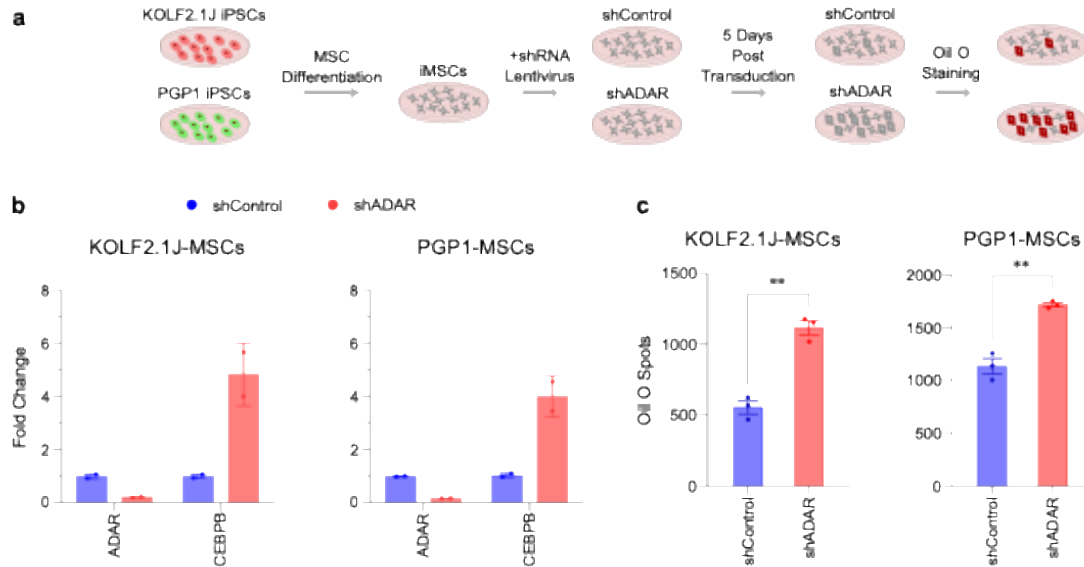 a
KOLF2.1J iPSCs
PGP1 iPSCs
MSC
Differentiation
iMSCs
+shRNA
Lentivirus
shControl
shADAR
5 Days
Post
Transduction
shControl
shADAR
Oil O
Staining
b
shControl
shADAR
KOLF2.1J-MSCs
Fold Change
8
6
4
2
0
ADAR
CEBPB
PGP1-MSCs
8
6
4
2
0
ADAR
CEBPB
c
KOLF2.1J-MSCs
Oil O Spots
1500
1000
500
0
**
shControl
shADAR
PGP1-MSCs
2000
1500
1000
500
0
**
shControl
shADAR